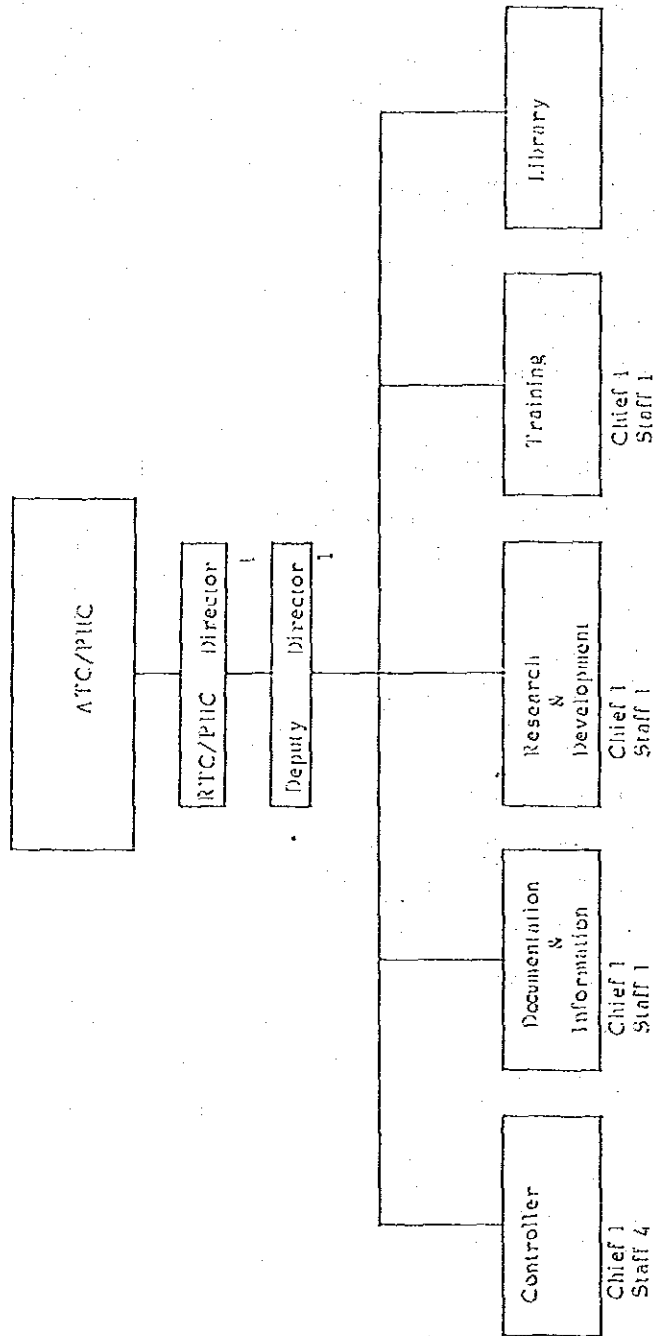 ATC/PHC
RTC/PHC Director
1
Deputy Director
1
Controller
Chief 1
Staff 4
Documentation
&
Information
Chief 1
Staff 1
Research
&
Development
Chief 1
Staff 1
Training
Chief 1
Staff 1
Library